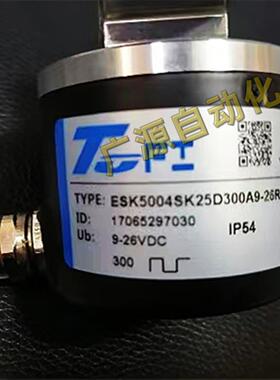 广源自动化
TYPE: ESK5004SK25D300A9-26R
ID: 17065297030
IP54
Ub: 9-26VDC
300